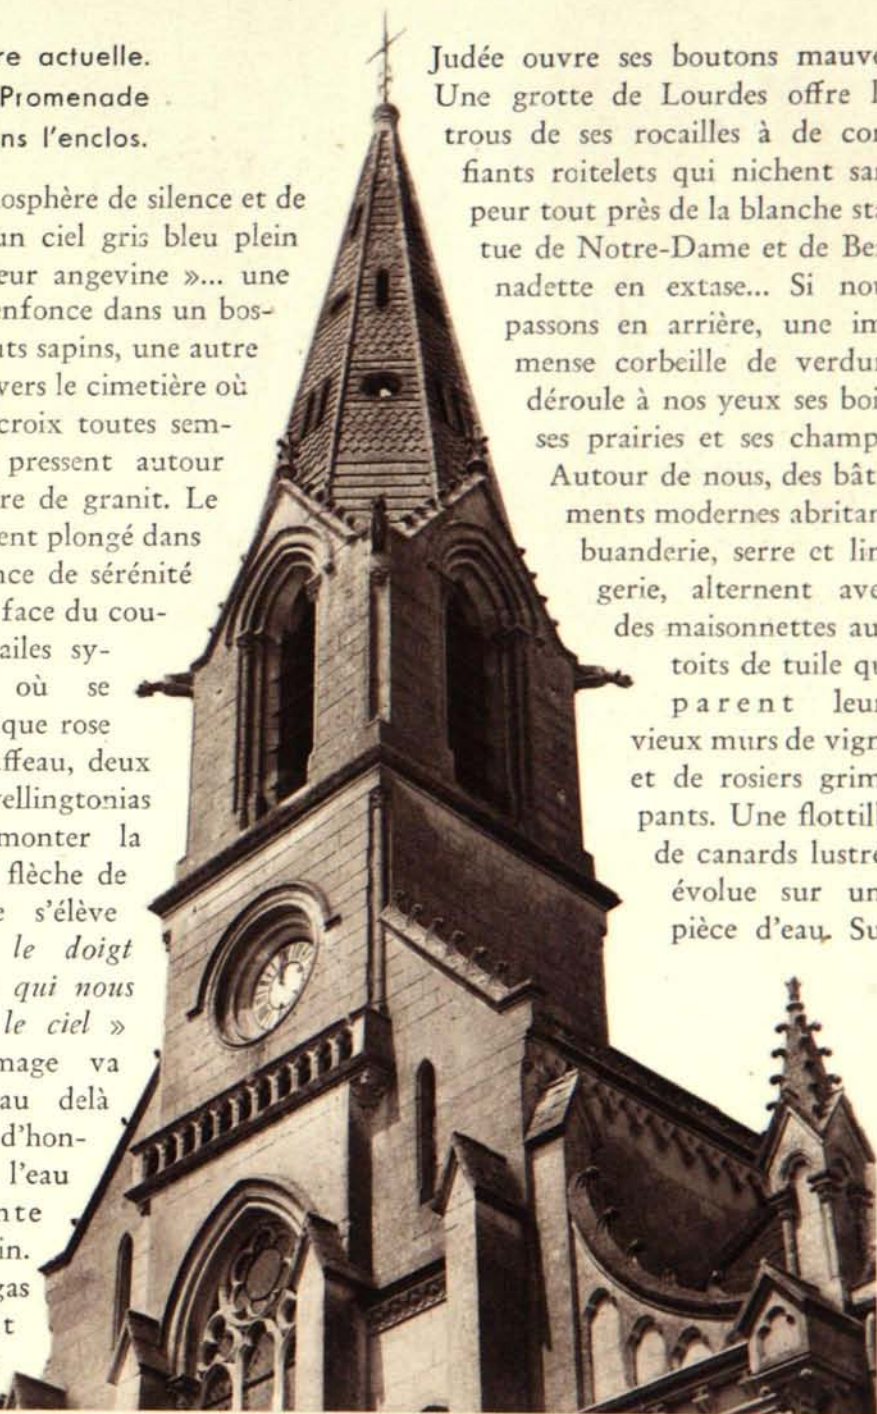 re actuelle.
Promenade
ns l'enclos.
osphère de silence et de
un ciel gris bleu plein
eur angevine »... une
enfonce dans un bos-
uts sapins, une autre
vers le cimetière où
croix toutes sem-
pressent autour
re de granit. Le
ent plongé dans
nce de sérénité
face du cou-
ailes sy-
où se
que rose
ffeau, deux
vellingtonias
monter la
flèche de
e s'élève
le doigt
qui nous
le ciel »
mage va
au delà
d'hon-
l'eau
nte
in.
gas
t
Judée ouvre ses boutons mauve
Une grotte de Lourdes offre l
trous de ses rocailles à de con
fiants roitelets qui nichent san
peur tout près de la blanche sta
tue de Notre-Dame et de Ber
nadette en extase... Si nou
passons en arrière, une im
mense corbeille de verdur
déroule à nos yeux ses boi
ses prairies et ses champ
Autour de nous, des bât
ments modernes abritan
buanderie, serre et lin
gerie, alternent ave
des maisonnettes au
toits de tuile qu
parent leur
vieux murs de vign
et de rosiers grim
pants. Une flottill
de canards lustré
évolue sur un
pièce d'eau. Su